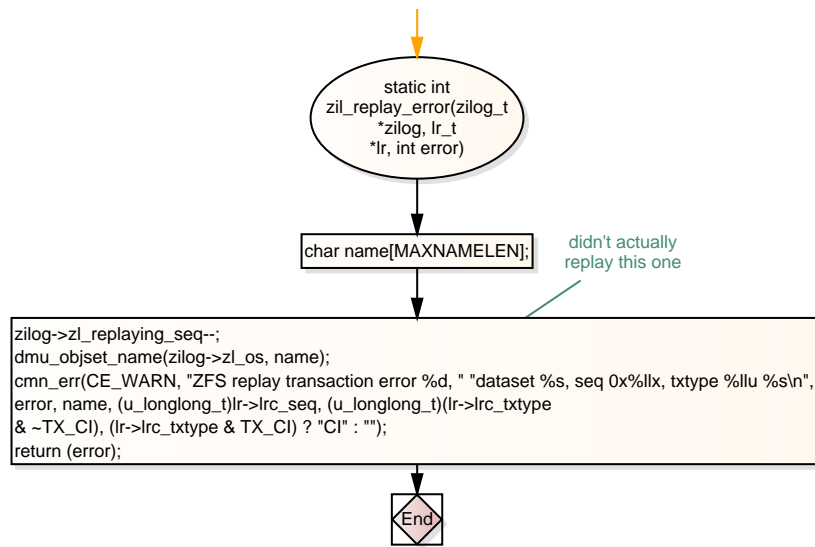 static int
zil_replay_error(zilog_t
*zilog, lr_t
*lr, int error)
char name[MAXNAMELEN];
didn't actually
replay this one
zilog->zl_replaying_seq--;
dmu_objset_name(zilog->zl_os, name);
cmn_err(CE_WARN, "ZFS replay transaction error %d, " "dataset %s, seq 0x%llx, txtype %llu %s\n",
error, name, (u_longlong_t)lr->lrc_seq, (u_longlong_t)(lr->lrc_txtype
& ~TX_CI), (lr->lrc_txtype & TX_CI) ? "CI" : "");
return (error);
End